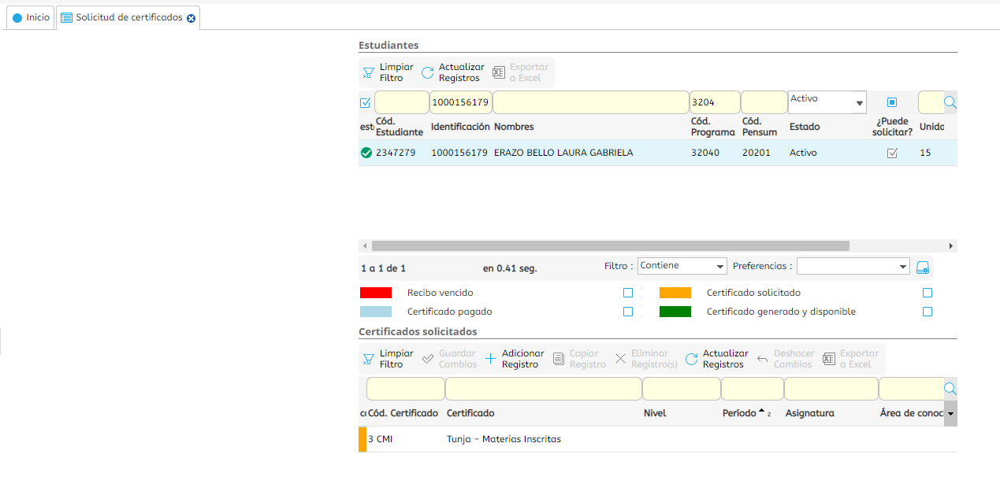 Inicio
Solicitud de certificados
Estudiantes
Limpiar Filtro
Actualizar Registros
Exportar a Excel
1000156179
3204
Activo
est Cód. Estudiante Identificación Nombres Cód. Programa Cód. Pensum Estado ¿Puede solicitar? Unida
2347279 1000156179 ERAZO BELLO LAURA GABRIELA 32040 20201 Activo 15
1 a 1 de 1 en 0.41 seg. Filtro : Contiene Preferencias :
Recibo vencido Certificado solicitado
Certificado pagado Certificado generado y disponible
Certificados solicitados
Limpiar Filtro
Guardar Cambios
Adicionar Registro
Copiar Registro
Eliminar Registro(s)
Actualizar Registros
Deshacer Cambios
Exportar a Excel
Cód. Certificado Certificado Nivel Período 2 Asignatura Área de conoc
3 CMI Tunja - Materias Inscritas